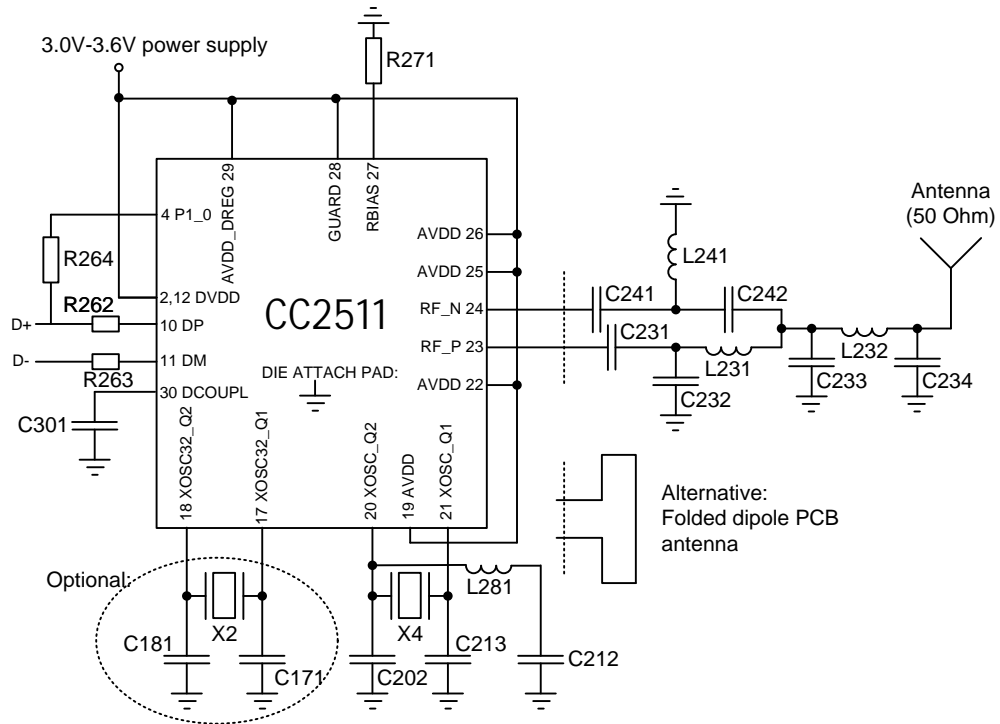 3.0V-3.6V power supply
R271
AVDD_DREG 29
GUARD 28
RBIAS 27
4 P1_0
R264
R262
2,12 DVDD
D+
10 DP
D-
11 DM
R263
30 DCOUPL
C301
CC2511
DIE ATTACH PAD:
AVDD 26
AVDD 25
RF_N 24
RF_P 23
AVDD 22
18 XOSC32_Q2
17 XOSC32_Q1
20 XOSC_Q2
19 AVDD
21 XOSC_Q1
Antenna
(50 Ohm)
L241
C241
C242
C231
L231
C232
L232
C233
C234
Alternative:
Folded dipole PCB
antenna
Optional:
X2
C181
C171
L281
X4
C202
C213
C212